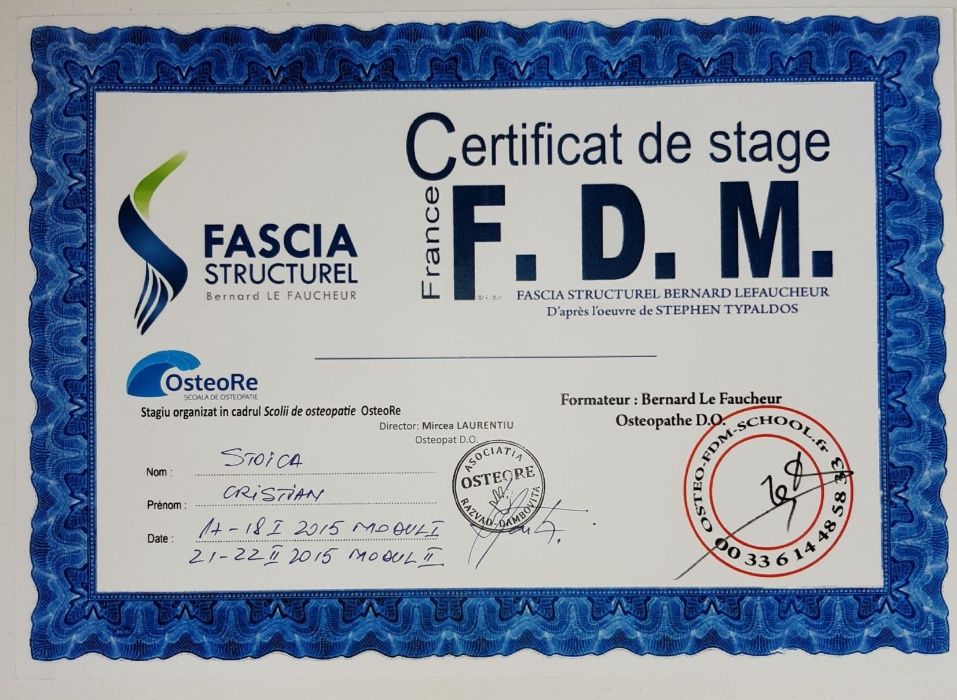 Certificat de stage
France
F. D. M.
FASCIA STRUCTUREL BERNARD LEFAUCHEUR
D'après l'oeuvre de STEPHEN TYPALDOS
FASCIA
STRUCTUREL
Bernard LE FAUCHEUR
OsteoRe
ȘCOALA DE OSTEOPATIE
Stagiu organizat in cadrul Scolii de osteopatie OsteoRe
Director: Mircea LAURENTIU
Osteopat D.O.
Formateur : Bernard Le Faucheur
Osteopathe D.O.
Nom : STOICA
Prénom : CRISTIAN
Date : 17-18 I 2015 MODUL I
21-22 II 2015 MODUL II
ASOCIATIA
OSTEORE
RAZVAD-DAMBOVITA
OSTEO-FDM-SCHOOL.fr
00 33 6 14 48 58 33